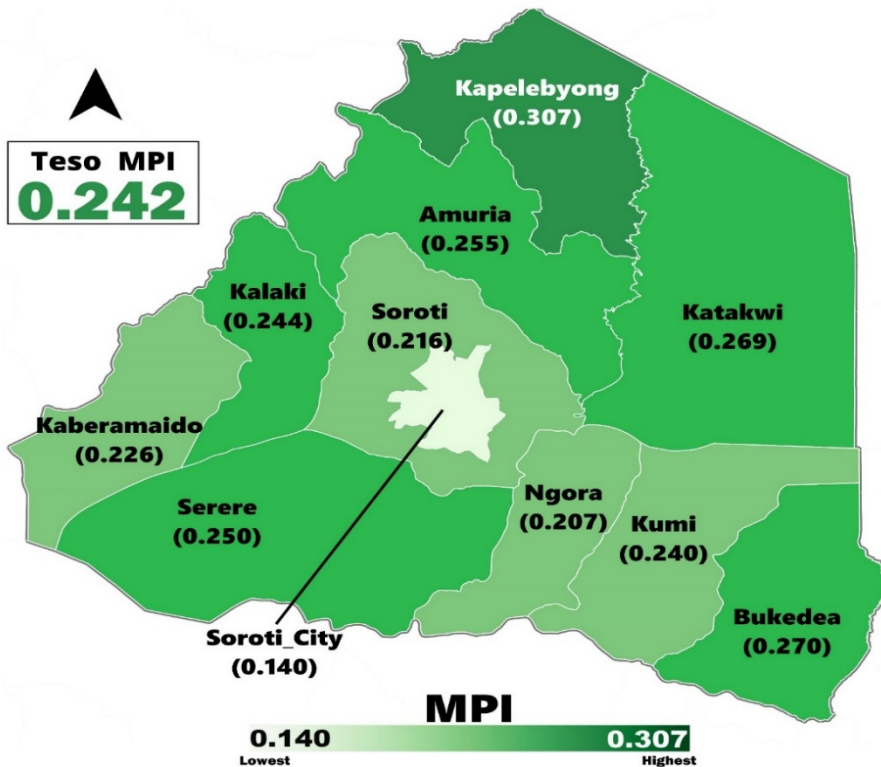 Kapelebyong
(0.307)
Teso MPI
0.242
Amuria
(0.255)
Kalaki
(0.244)
Soroti
(0.216)
Katakwi
(0.269)
Kaberamaido
(0.226)
Serere
(0.250)
Ngora
(0.207)
Kumi
(0.240)
Bukedea
(0.270)
Soroti_City
(0.140)
MPI
0.140 0.307
Lowest Highest